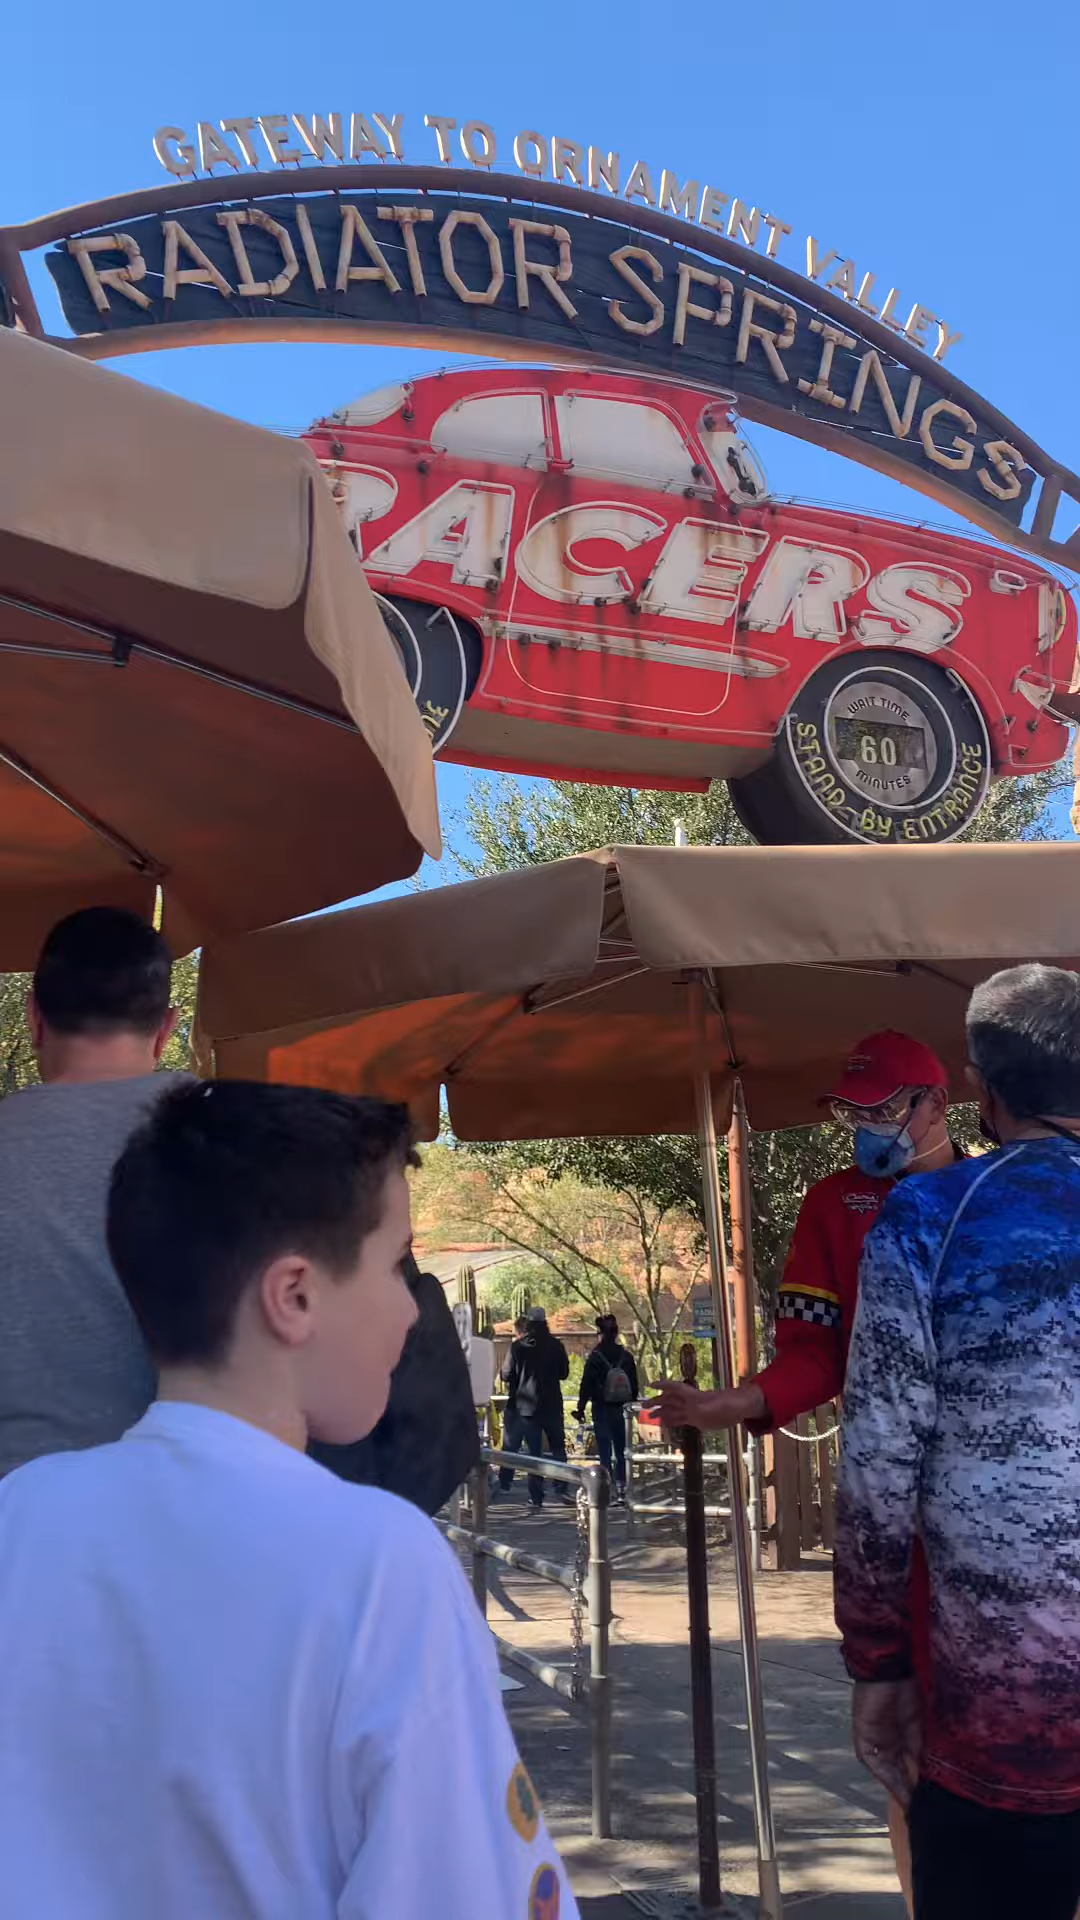 GATEWAY TO ORNAMENT VALLEY
RADIATOR SPRINGS
RACERS
WAIT TIME
60
MINUTES
STAND-BY ENTRANCE